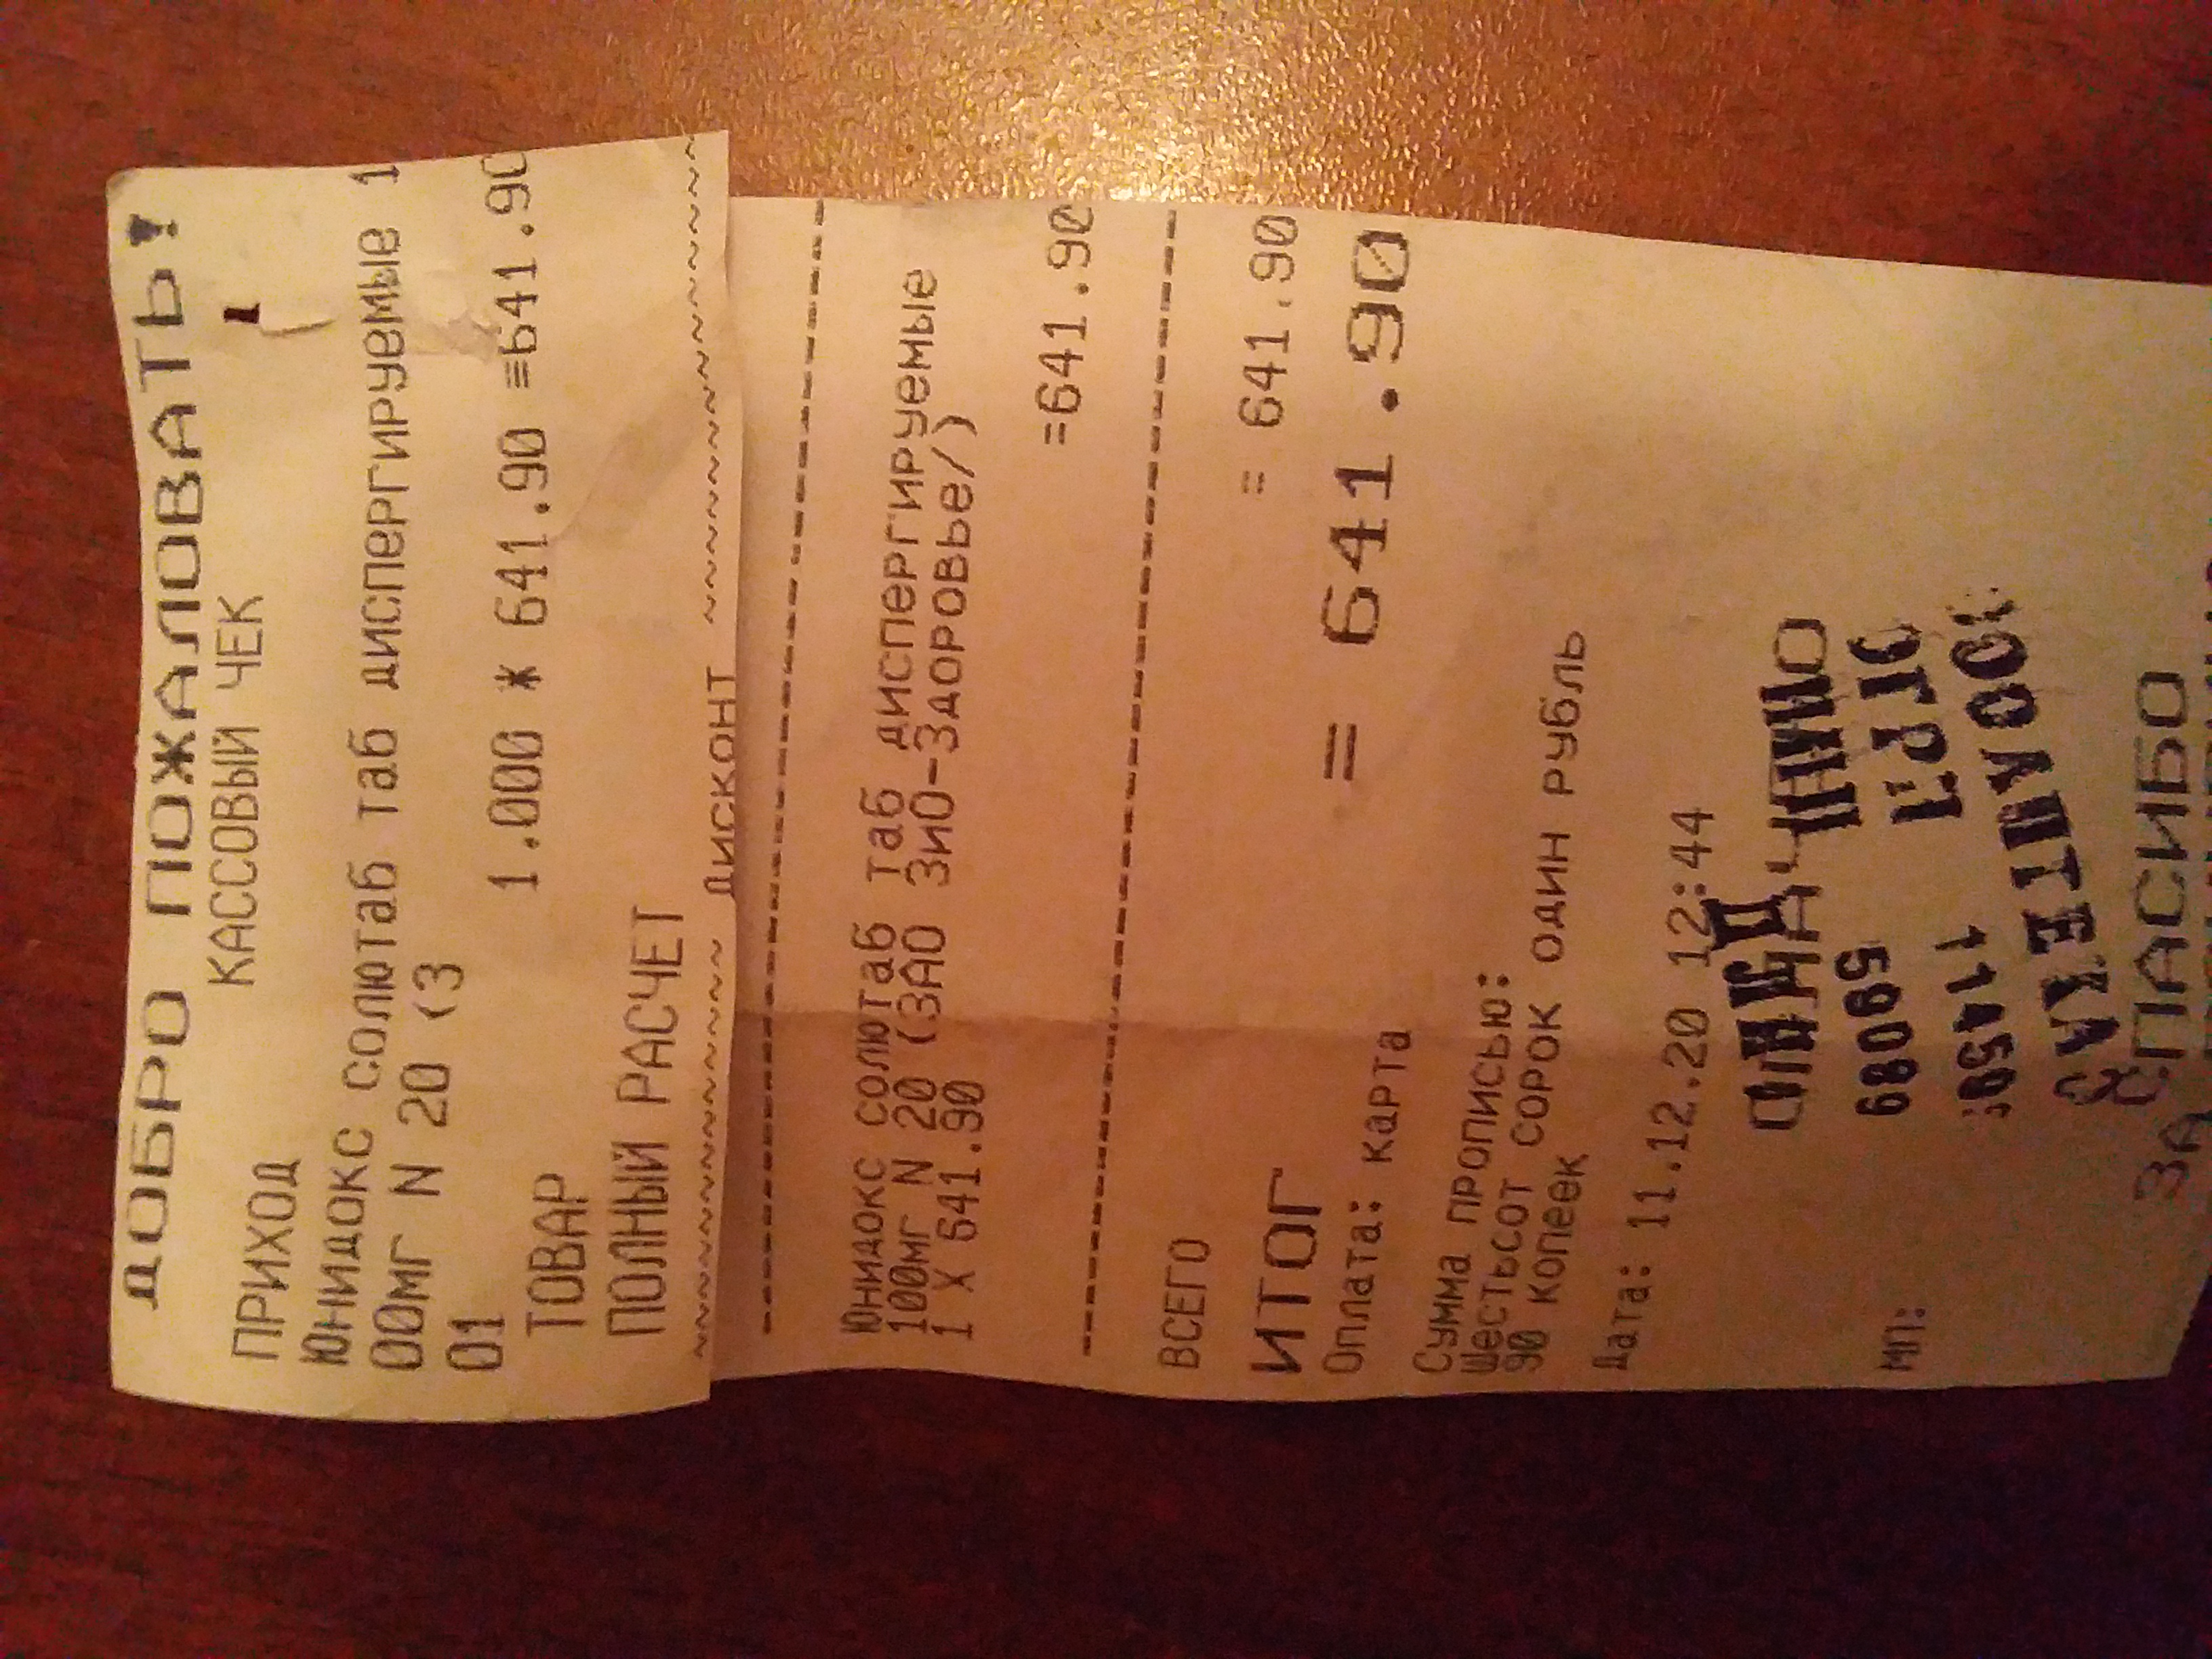 ДОБРО ПОЖАЛОВАТЬ!
КАССОВЫЙ ЧЕК
ПРИХОД
Юнидокс солютаб таб диспергируемые 1
00мг N 20 (З
01 1.000 * 641.90 ≡641.90
ТОВАР
ПОЛНЫЙ РАСЧЕТ
~~~~~~~~~~ ДИСКОНТ ~~~~~~~~~~
Юнидокс солютаб таб диспергируемые
100мг N 20 (ЗАО ЗиО-Здоровье/)
1 X 641.90 =641.90
ВСЕГО = 641.90
ИТОГ = 641.90
Оплата: карта
Сумма прописью:
Шестьсот сорок один рубль
90 копеек
Дата: 11.12.20 12:44
МП:
СПАСИБО
ЗА